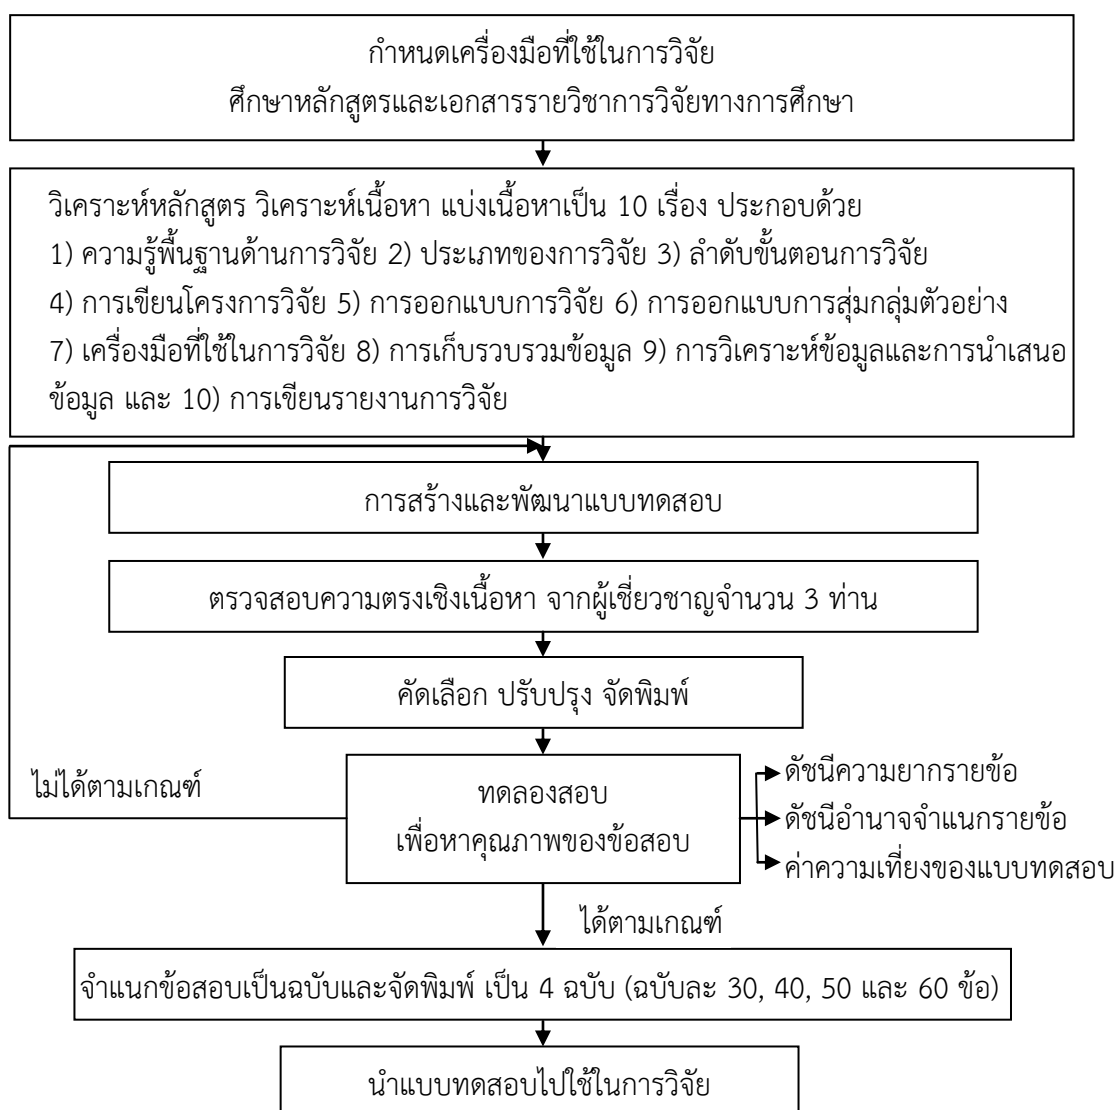 กำหนดเครื่องมือที่ใช้ในการวิจัย
ศึกษาหลักสูตรและเอกสารรายวิชาการวิจัยทางการศึกษา
วิเคราะห์หลักสูตร วิเคราะห์เนื้อหา แบ่งเนื้อหาเป็น 10 เรื่อง ประกอบด้วย
1) ความรู้พื้นฐานด้านการวิจัย 2) ประเภทของการวิจัย 3) ลำดับขั้นตอนการวิจัย
4) การเขียนโครงการวิจัย 5) การออกแบบการวิจัย 6) การออกแบบการสุ่มกลุ่มตัวอย่าง
7) เครื่องมือที่ใช้ในการวิจัย 8) การเก็บรวบรวมข้อมูล 9) การวิเคราะห์ข้อมูลและการนำเสนอ
ข้อมูล และ 10) การเขียนรายงานการวิจัย
การสร้างและพัฒนาแบบทดสอบ
ตรวจสอบความตรงเชิงเนื้อหา จากผู้เชี่ยวชาญจำนวน 3 ท่าน
คัดเลือก ปรับปรุง จัดพิมพ์
ไม่ได้ตามเกณฑ์
ทดลองสอบ
เพื่อหาคุณภาพของข้อสอบ
ดัชนีความยากรายข้อ
ดัชนีอำนาจจำแนกรายข้อ
ค่าความเที่ยงของแบบทดสอบ
ได้ตามเกณฑ์
จำแนกข้อสอบเป็นฉบับและจัดพิมพ์ เป็น 4 ฉบับ (ฉบับละ 30, 40, 50 และ 60 ข้อ)
นำแบบทดสอบไปใช้ในการวิจัย